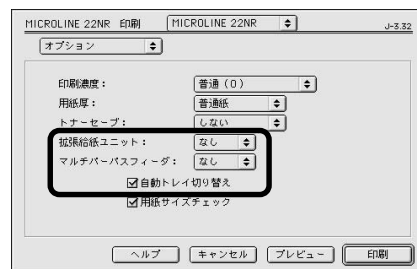 MICROLINE 22NR 印刷 MICROLINE 22NR J-3.32
オプション
印刷濃度： 普通（0）
用紙厚： 普通紙
トナーセーブ： しない
拡張給紙ユニット： なし
マルチパーパスフィーダ： なし
自動トレイ切り替え
用紙サイズチェック
ヘルプ キャンセル プレビュー 印刷